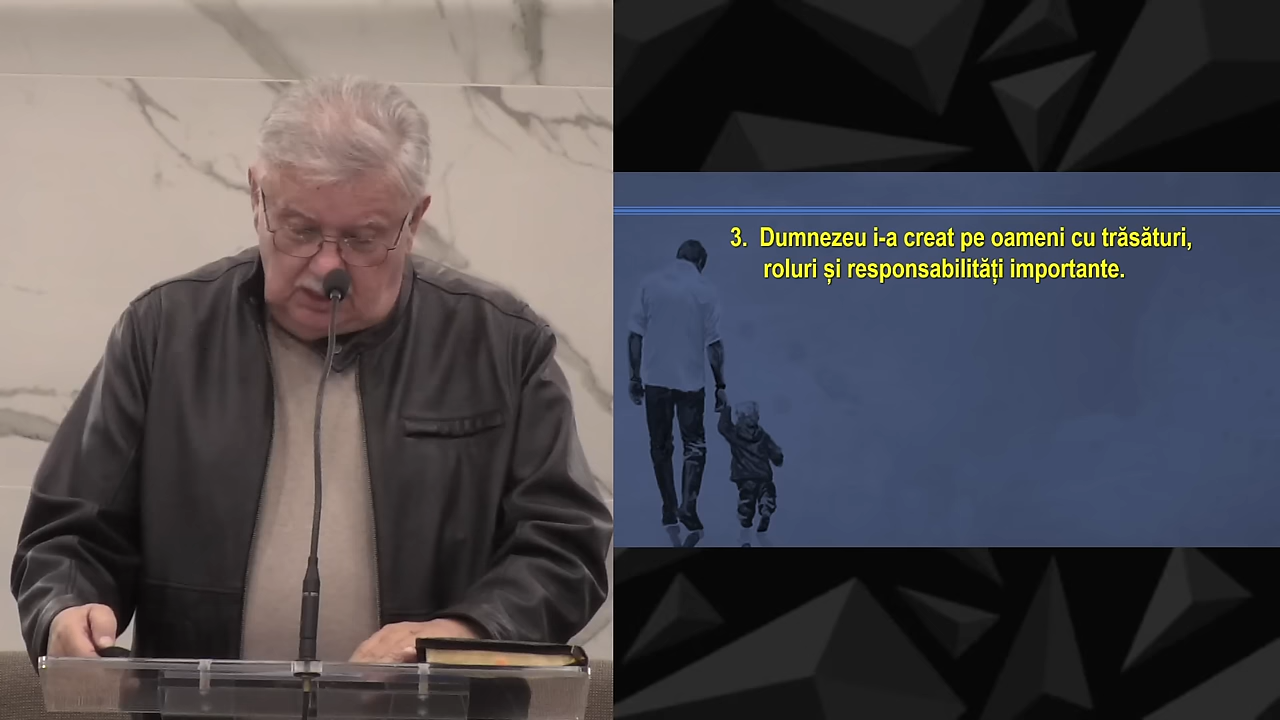 3. Dumnezeu i-a creat pe oameni cu trăsături,
roluri și responsabilități importante.